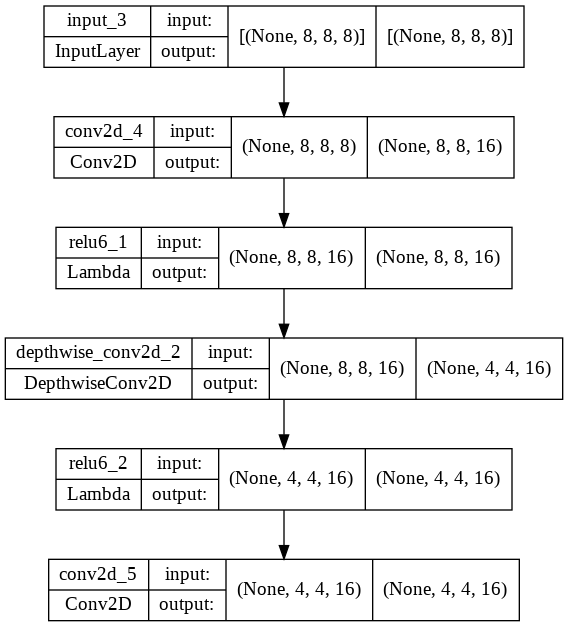 input_3 input: [(None, 8, 8, 8)] [(None, 8, 8, 8)]
InputLayer output:
conv2d_4 input: (None, 8, 8, 8) (None, 8, 8, 16)
Conv2D output:
relu6_1 input: (None, 8, 8, 16) (None, 8, 8, 16)
Lambda output:
depthwise_conv2d_2 input: (None, 8, 8, 16) (None, 4, 4, 16)
DepthwiseConv2D output:
relu6_2 input: (None, 4, 4, 16) (None, 4, 4, 16)
Lambda output:
conv2d_5 input: (None, 4, 4, 16) (None, 4, 4, 16)
Conv2D output: